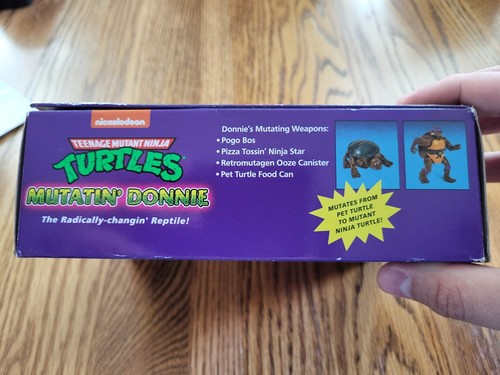 nickelodeon
TEENAGE MUTANT NINJA
TURTLES
MUTATIN' DONNIE
The Radically-changin' Reptile!
Donnie's Mutating Weapons:
• Pogo Bos
• Pizza Tossin' Ninja Star
• Retromutagen Ooze Canister
• Pet Turtle Food Can
MUTATES FROM
PET TURTLE
TO MUTANT
NINJA TURTLE!